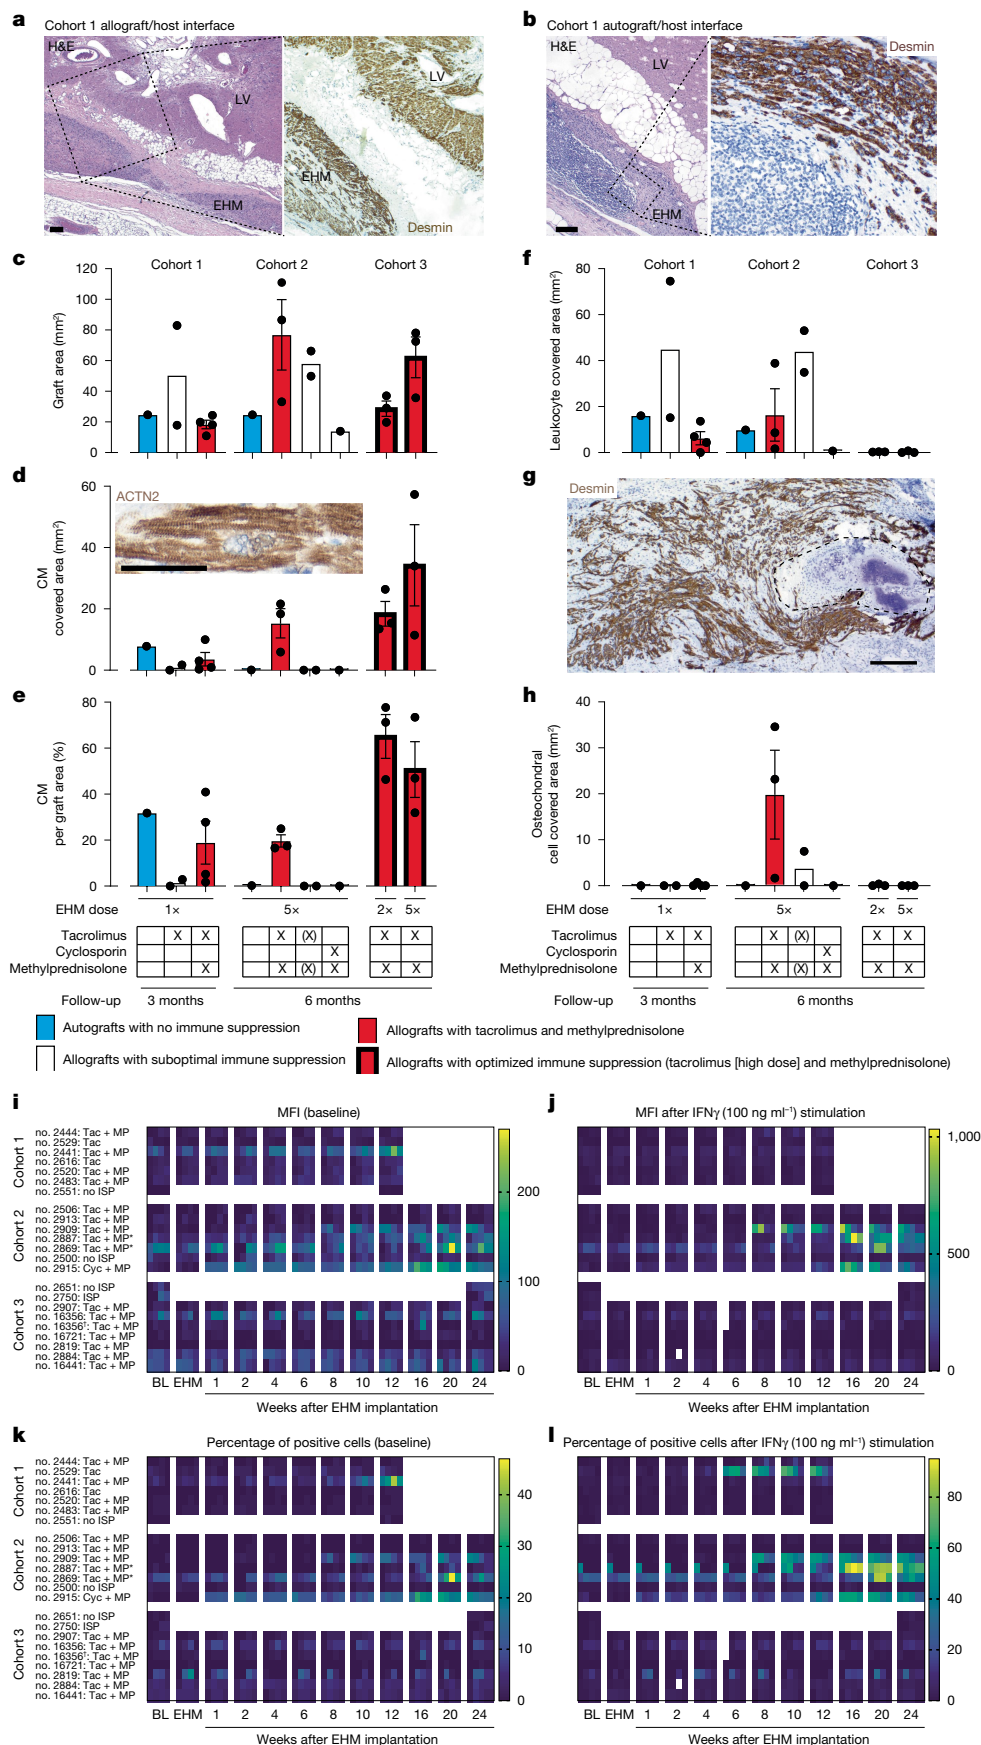 a Cohort 1 allograft/host interface
H&E
LV
EHM
LV
EHM
Desmin
b Cohort 1 autograft/host interface
H&E
LV
EHM
Desmin
c
Cohort 1 Cohort 2 Cohort 3
Graft area (mm²)
120
100
80
60
40
20
0
f
Cohort 1 Cohort 2 Cohort 3
Leukocyte covered area (mm²)
80
60
40
20
0
d
ACTN2
CM
covered area (mm²)
60
40
20
0
g
Desmin
e
CM
per graft area (%)
80
60
40
20
0
EHM dose 1× 5× 2× 5×
Tacrolimus X X X (X) X X
Cyclosporin X
Methylprednisolone X X (X) X X X
Follow-up 3 months 6 months
h
Osteochondral
cell covered area (mm²)
40
30
20
10
0
EHM dose 1× 5× 2× 5×
Tacrolimus X X X (X) X X
Cyclosporin X
Methylprednisolone X X (X) X X X
Follow-up 3 months 6 months
Autografts with no immune suppression
Allografts with tacrolimus and methylprednisolone
Allografts with suboptimal immune suppression
Allografts with optimized immune suppression (tacrolimus [high dose] and methylprednisolone)
i
MFI (baseline)
Cohort 1
no. 2444: Tac + MP
no. 2529: Tac
no. 2441: Tac + MP
no. 2616: Tac
no. 2520: Tac + MP
no. 2483: Tac + MP
no. 2551: no ISP
Cohort 2
no. 2506: Tac + MP
no. 2913: Tac + MP
no. 2909: Tac + MP
no. 2887: Tac + MP*
no. 2869: Tac + MP*
no. 2500: no ISP
no. 2915: Cyc + MP
Cohort 3
no. 2651: no ISP
no. 2750: ISP
no. 2907: Tac + MP
no. 16356: Tac + MP
no. 16356ᵀ: Tac + MP
no. 16721: Tac + MP
no. 2819: Tac + MP
no. 2884: Tac + MP
no. 16441: Tac + MP
200
100
0
BL EHM 1 2 4 6 8 10 12 16 20 24
Weeks after EHM implantation
j
MFI after IFNγ (100 ng ml⁻¹) stimulation
1,000
500
0
BL EHM 1 2 4 6 8 10 12 16 20 24
Weeks after EHM implantation
k
Percentage of positive cells (baseline)
Cohort 1
no. 2444: Tac + MP
no. 2529: Tac
no. 2441: Tac + MP
no. 2616: Tac
no. 2520: Tac + MP
no. 2483: Tac + MP
no. 2551: no ISP
Cohort 2
no. 2506: Tac + MP
no. 2913: Tac + MP
no. 2909: Tac + MP
no. 2887: Tac + MP*
no. 2869: Tac + MP*
no. 2500: no ISP
no. 2915: Cyc + MP
Cohort 3
no. 2651: no ISP
no. 2750: ISP
no. 2907: Tac + MP
no. 16356: Tac + MP
no. 16356ᵀ: Tac + MP
no. 16721: Tac + MP
no. 2819: Tac + MP
no. 2884: Tac + MP
no. 16441: Tac + MP
40
30
20
10
0
BL EHM 1 2 4 6 8 10 12 16 20 24
Weeks after EHM implantation
l
Percentage of positive cells after IFNγ (100 ng ml⁻¹) stimulation
80
60
40
20
0
BL EHM 1 2 4 6 8 10 12 16 20 24
Weeks after EHM implantation